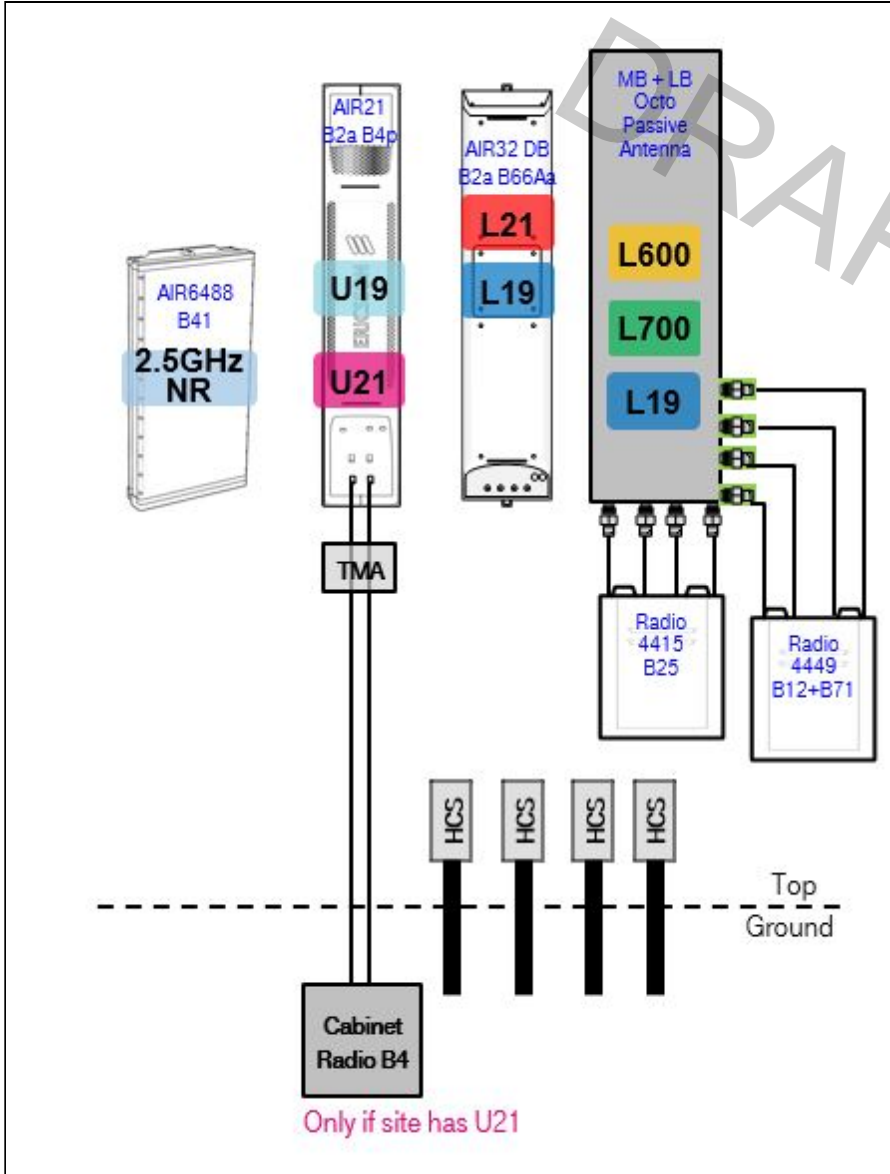 DRAF
MB + LB
Octo
Passive
Antenna
AIR21
B2a B4p
AIR32 DB
B2a B66Aa
L21
L600
AIR6488
B41
U19
L19
L700
2.5GHz
NR
U21
L19
ERICSSON
TMA
Radio
4415
B25
Radio
4449
B12+B71
HCS
HCS
HCS
HCS
Top
Ground
Cabinet
Radio B4
Only if site has U21